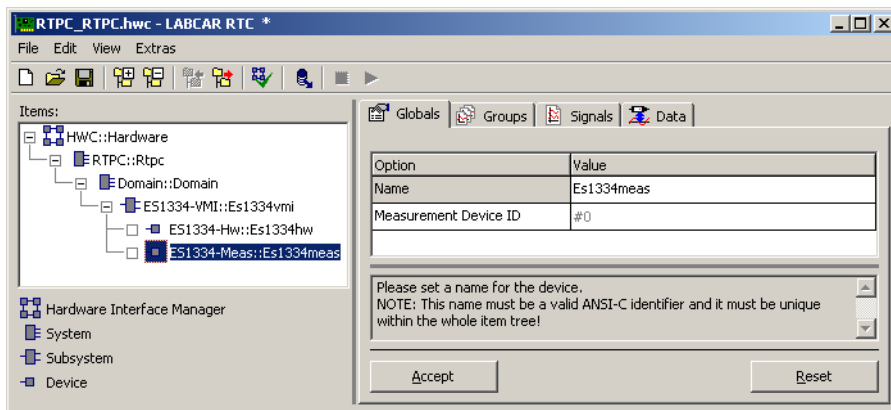 RTPC_RTPC.hwc - LABCAR RTC *
File Edit View Extras
Items:
HWC::Hardware
RTPC::Rtpc
Domain::Domain
ES1334-VMI::Es1334vmi
ES1334-Hw::Es1334hw
ES1334-Meas::Es1334meas
Hardware Interface Manager
System
Subsystem
Device
Globals Groups Signals Data
Option Value
Name Es1334meas
Measurement Device ID #0
Please set a name for the device.
NOTE: This name must be a valid ANSI-C identifier and it must be unique
within the whole item tree!
Accept Reset